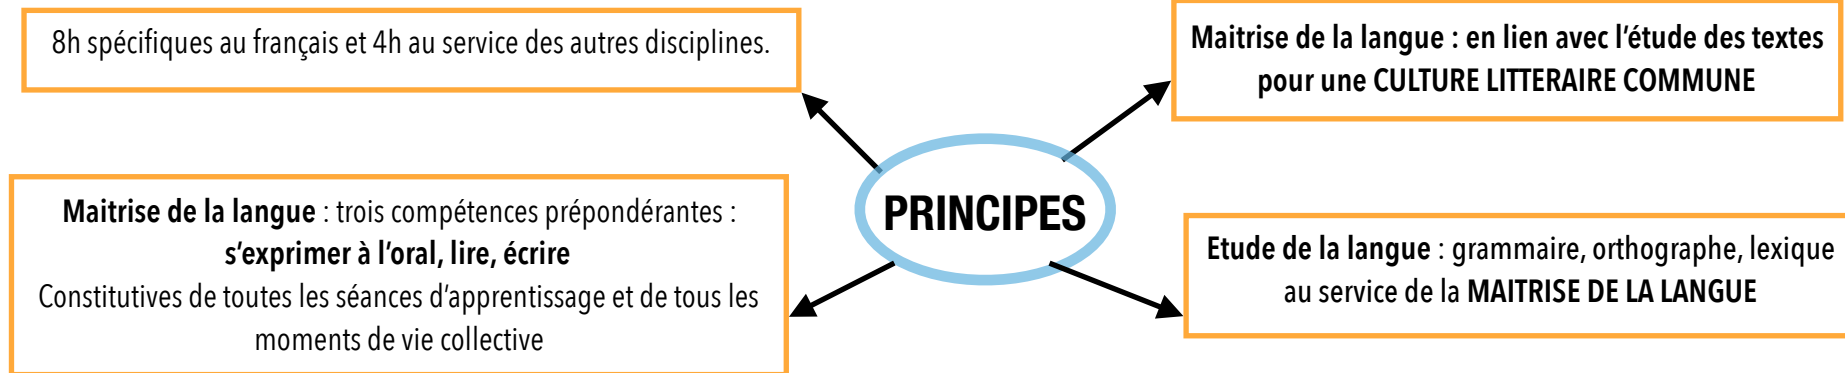 8h spécifiques au français et 4h au service des autres disciplines.
Maitrise de la langue : en lien avec l’étude des textes
pour une CULTURE LITTERAIRE COMMUNE
PRINCIPES
Maitrise de la langue : trois compétences prépondérantes :
s’exprimer à l’oral, lire, écrire
Constitutives de toutes les séances d’apprentissage et de tous les
moments de vie collective
Etude de la langue : grammaire, orthographe, lexique
au service de la MAITRISE DE LA LANGUE